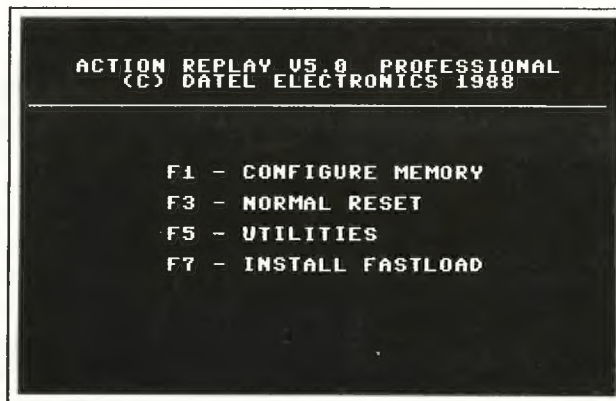 ACTION REPLAY V5.0 PROFESSIONAL
(C) DATEL ELECTRONICS 1988
F1 - CONFIGURE MEMORY
F3 - NORMAL RESET
F5 - UTILITIES
F7 - INSTALL FASTLOAD